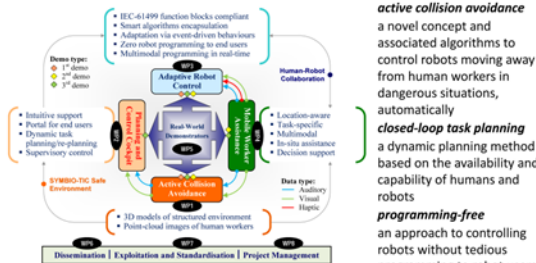 IEC-61499 function blocks compliant
Smart algorithms encapsulation
Adaptation via event-driven behaviours
Zero robot programming to end users
Multimodal programming in real-time
Demo type:
1st demo
2nd demo
3rd demo
WP3
Adaptive Robot
Control
Human-Robot
Collaboration
Intuitive support
Portal for end users
Dynamic task
planning/re-planning
Supervisory control
WP2
Planning and
Control Cockpit
Real-World
Demonstrators
WP5
Mobile Worker
Assistance
WP4
Location-aware
Task-specific
Multimodal
In-situ assistance
Decision support
SYMBIO-TIC Safe
Environment
Active Collision
Avoidance
WP1
Data type:
Auditory
Visual
Haptic
3D models of structured environment
Point-cloud images of human workers
WP6
WP7
WP8
Dissemination | Exploitation and Standardisation | Project Management
active collision avoidance
a novel concept and
associated algorithms to
control robots moving away
from human workers in
dangerous situations,
automatically
closed-loop task planning
a dynamic planning method
based on the availability and
capability of humans and
robots
programming-free
an approach to controlling
robots without tedious